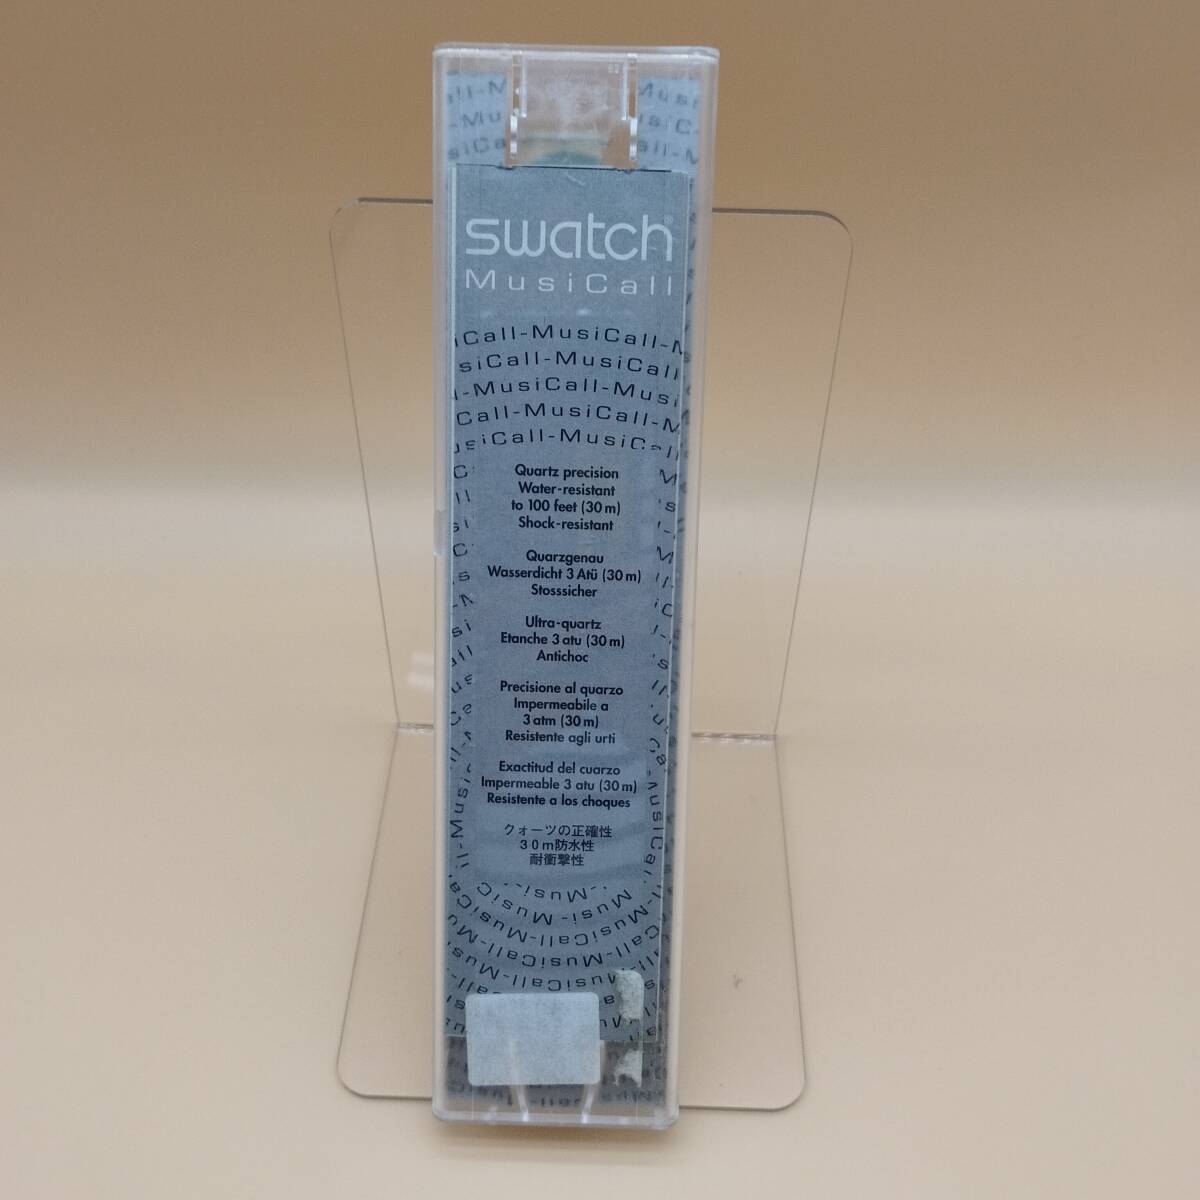 swatch®
MusiCall
iCall-MusiCall-M
siCall-MusiCall
l-MusiCall-Musi
Call-MusiCall-M
usiCall-MusiCall
Quartz precision
Water-resistant
to 100 feet (30 m)
Shock-resistant
Quarzgenau
Wasserdicht 3 Atü (30 m)
Stosssicher
Ultra-quartz
Etanche 3 atu (30 m)
Antichoc
Precisione al quarzo
Impermeabile a
3 atm (30 m)
Resistente agli urti
Exactitud del cuarzo
Impermeable 3 atu (30 m)
Resistente a los choques
クォーツの正確性
30m防水性
耐衝撃性